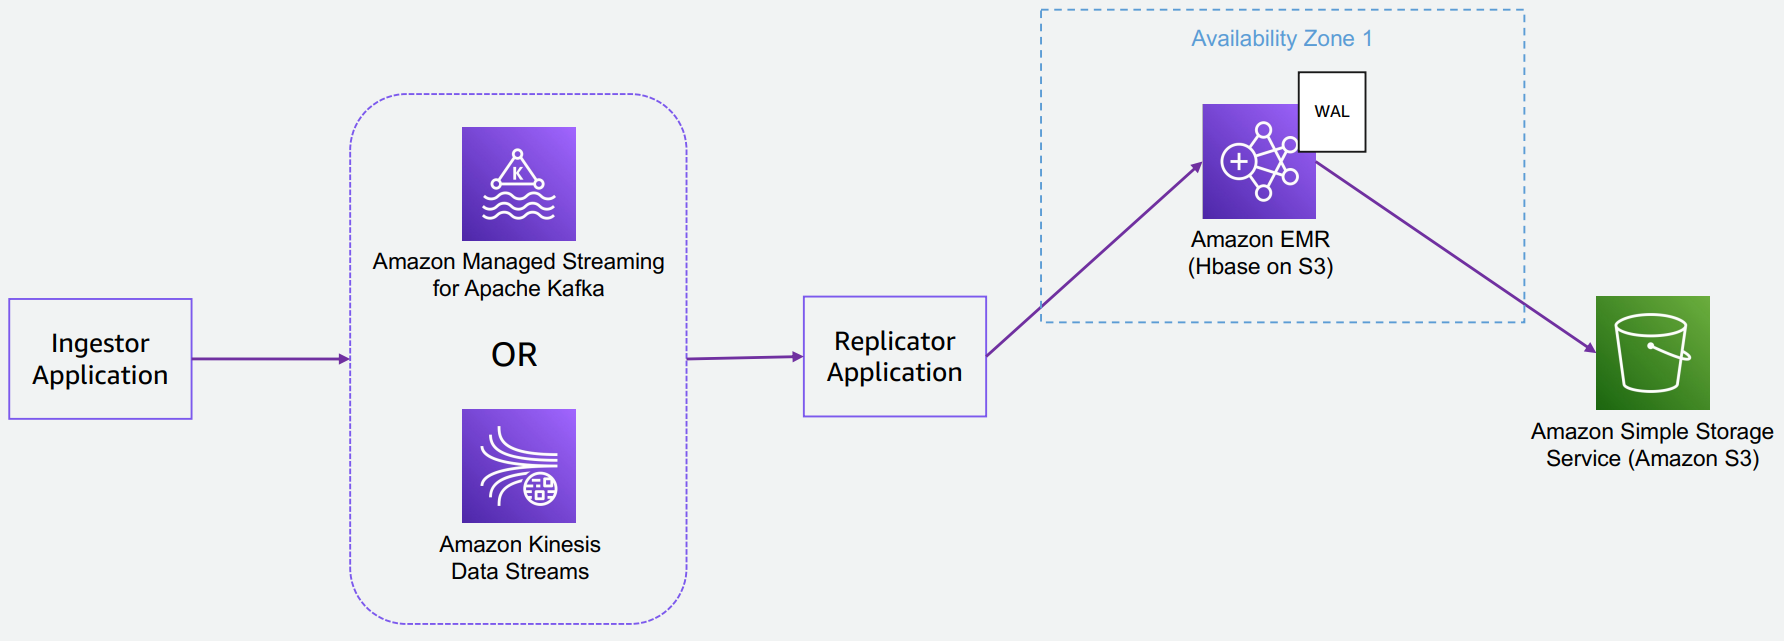 Availability Zone 1
WAL
K
Amazon Managed Streaming
for Apache Kafka
OR
Amazon Kinesis
Data Streams
Ingestor
Application
Replicator
Application
Amazon EMR
(Hbase on S3)
Amazon Simple Storage
Service (Amazon S3)